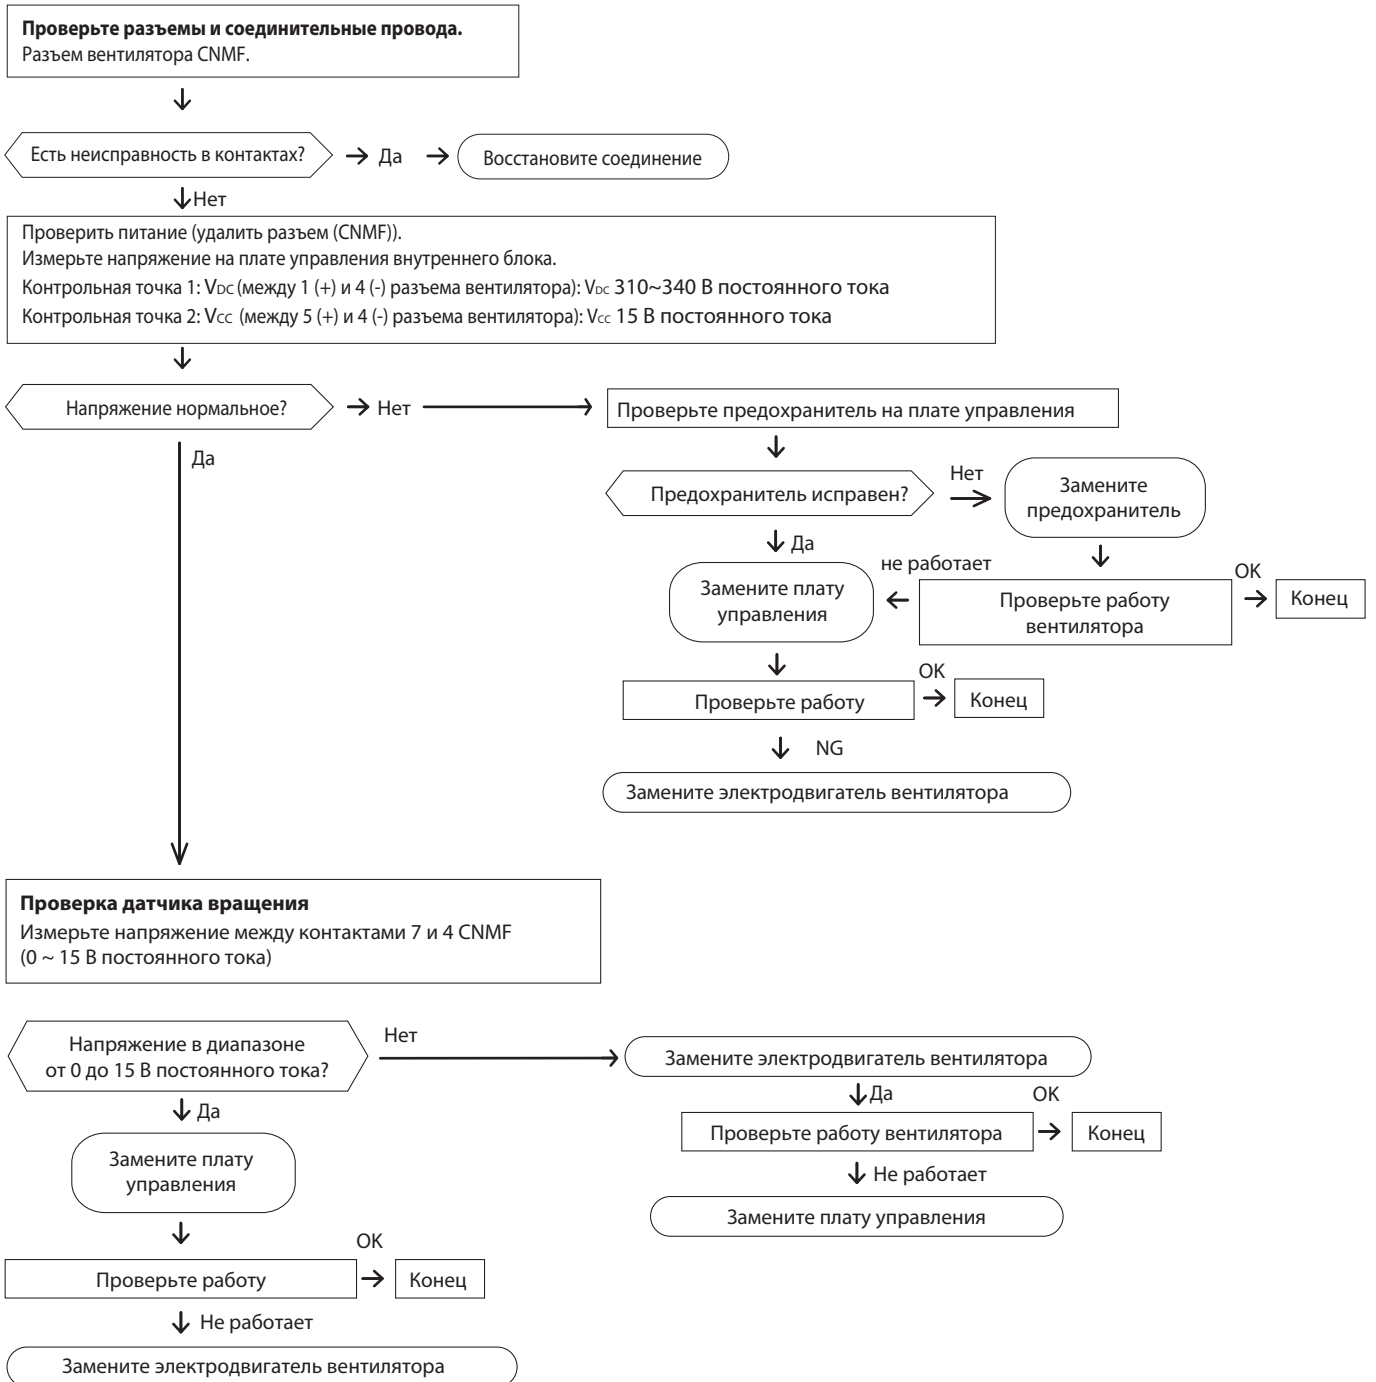 Проверьте разъемы и соединительные провода.
Разъем вентилятора CNMF.
Есть неисправность в контактах?
Да
Восстановите соединение
Нет
Проверить питание (удалить разъем (CNMF)).
Измерьте напряжение на плате управления внутреннего блока.
Контрольная точка 1: VDC (между 1 (+) и 4 (-) разъема вентилятора): VDC 310~340 В постоянного тока
Контрольная точка 2: VCC (между 5 (+) и 4 (-) разъема вентилятора): VCC 15 В постоянного тока
Напряжение нормальное?
Нет
Проверьте предохранитель на плате управления
Да
Предохранитель исправен?
Нет
Замените
предохранитель
Да
не работает
OK
Замените плату
управления
Проверьте работу
вентилятора
Конец
OK
Проверьте работу
Конец
NG
Замените электродвигатель вентилятора
Проверка датчика вращения
Измерьте напряжение между контактами 7 и 4 CNMF
(0 ~ 15 В постоянного тока)
Напряжение в диапазоне
от 0 до 15 В постоянного тока?
Нет
Замените электродвигатель вентилятора
Да
OK
Проверьте работу вентилятора
Конец
Не работает
Замените плату управления
Да
Замените плату
управления
OK
Проверьте работу
Конец
Не работает
Замените электродвигатель вентилятора